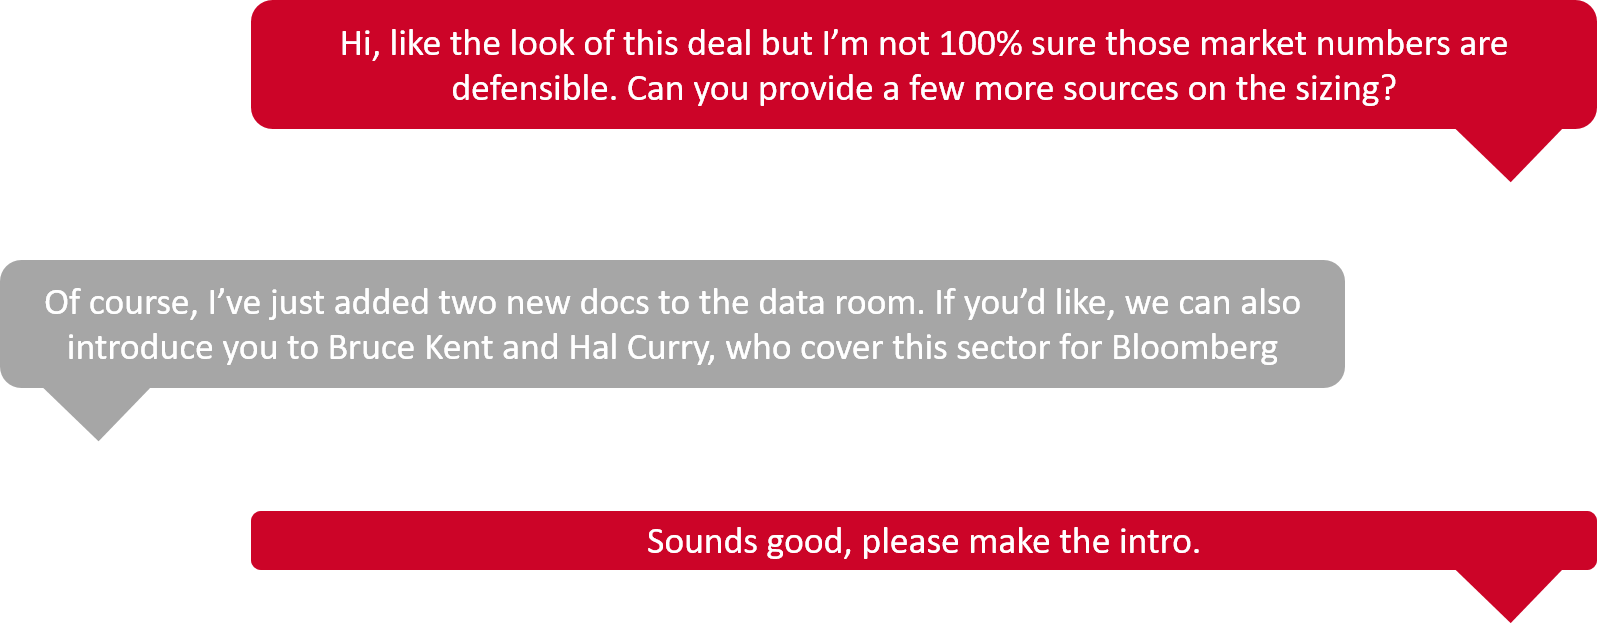 Hi, like the look of this deal but I’m not 100% sure those market numbers are
defensible. Can you provide a few more sources on the sizing?
Of course, I’ve just added two new docs to the data room. If you’d like, we can also
introduce you to Bruce Kent and Hal Curry, who cover this sector for Bloomberg
Sounds good, please make the intro.